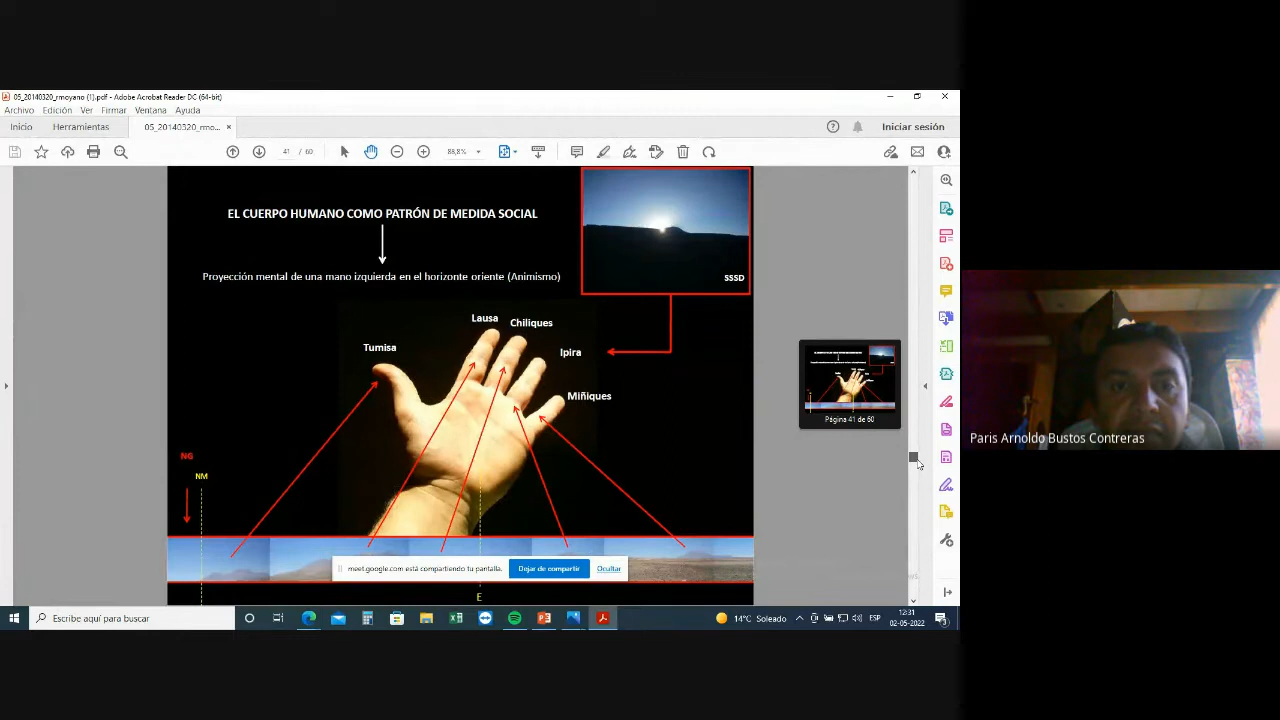 05_20140320_rmoyano (1).pdf - Adobe Acrobat Reader DC (64-bit)
Archivo Edición Ver Firmar Ventana Ayuda
Inicio Herramientas 05_20140320_rmo... × Iniciar sesión
41 / 60 88,8%
EL CUERPO HUMANO COMO PATRÓN DE MEDIDA SOCIAL
Proyección mental de una mano izquierda en el horizonte oriente (Animismo)
SSSD
Lausa
Chiliques
Tumisa
Ipira
Miñiques
NG
NM
E
Página 41 de 60
Paris Arnoldo Bustos Contreras
meet.google.com está compartiendo tu pantalla. Dejar de compartir Ocultar
Escribe aquí para buscar
14°C Soleado ESP
12:31
02-05-2022